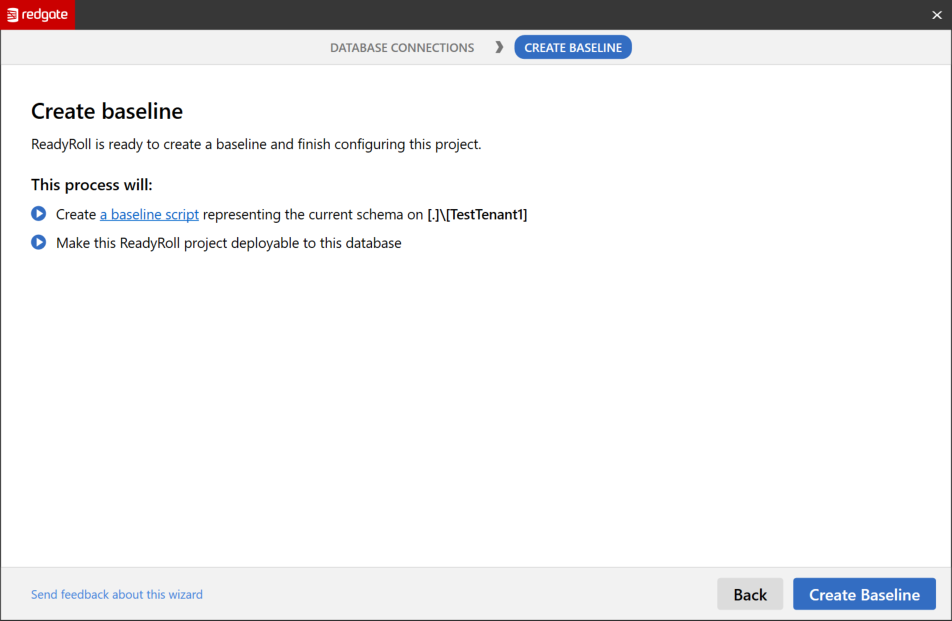 redgate
DATABASE CONNECTIONS
CREATE BASELINE
Create baseline
ReadyRoll is ready to create a baseline and finish configuring this project.
This process will:
Create a baseline script representing the current schema on [.]\[TestTenant1]
Make this ReadyRoll project deployable to this database
Send feedback about this wizard
Back
Create Baseline